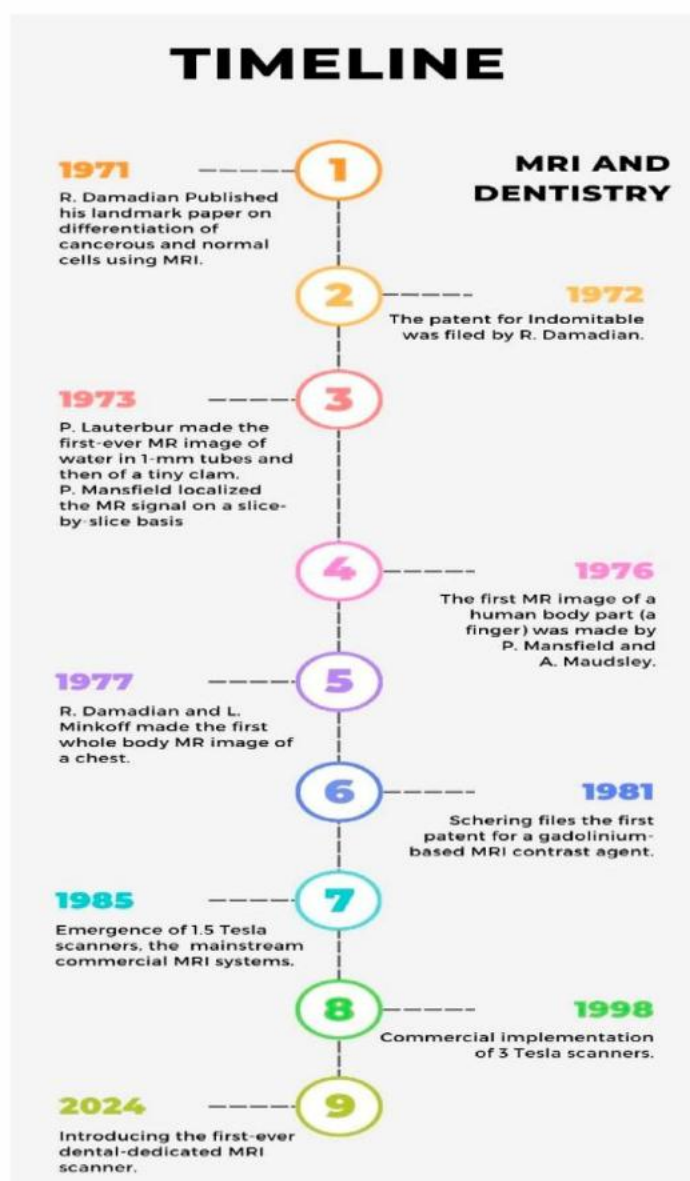 TIMELINE
MRI AND
DENTISTRY
1
1971
R. Damadian Published
his landmark paper on
differentiation of
cancerous and normal
cells using MRI.
2
1972
The patent for Indomitable
was filed by R. Damadian.
3
1973
P. Lauterbur made the
first-ever MR image of
water in 1-mm tubes and
then of a tiny clam.
P. Mansfield localized
the MR signal on a slice-
by-slice basis
4
1976
The first MR image of a
human body part (a
finger) was made by
P. Mansfield and
A. Maudsley.
5
1977
R. Damadian and L.
Minkoff made the first
whole body MR image of
a chest.
6
1981
Schering files the first
patent for a gadolinium-
based MRI contrast agent.
7
1985
Emergence of 1.5 Tesla
scanners, the mainstream
commercial MRI systems.
8
1998
Commercial implementation
of 3 Tesla scanners.
9
2024
Introducing the first-ever
dental-dedicated MRI
scanner.